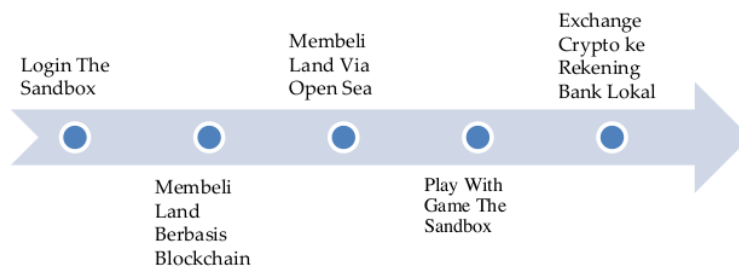 Login The
Sandbox
Membeli
Land
Berbasis
Blockchain
Membeli
Land Via
Open Sea
Play With
Game The
Sandbox
Exchange
Crypto ke
Rekening
Bank Lokal